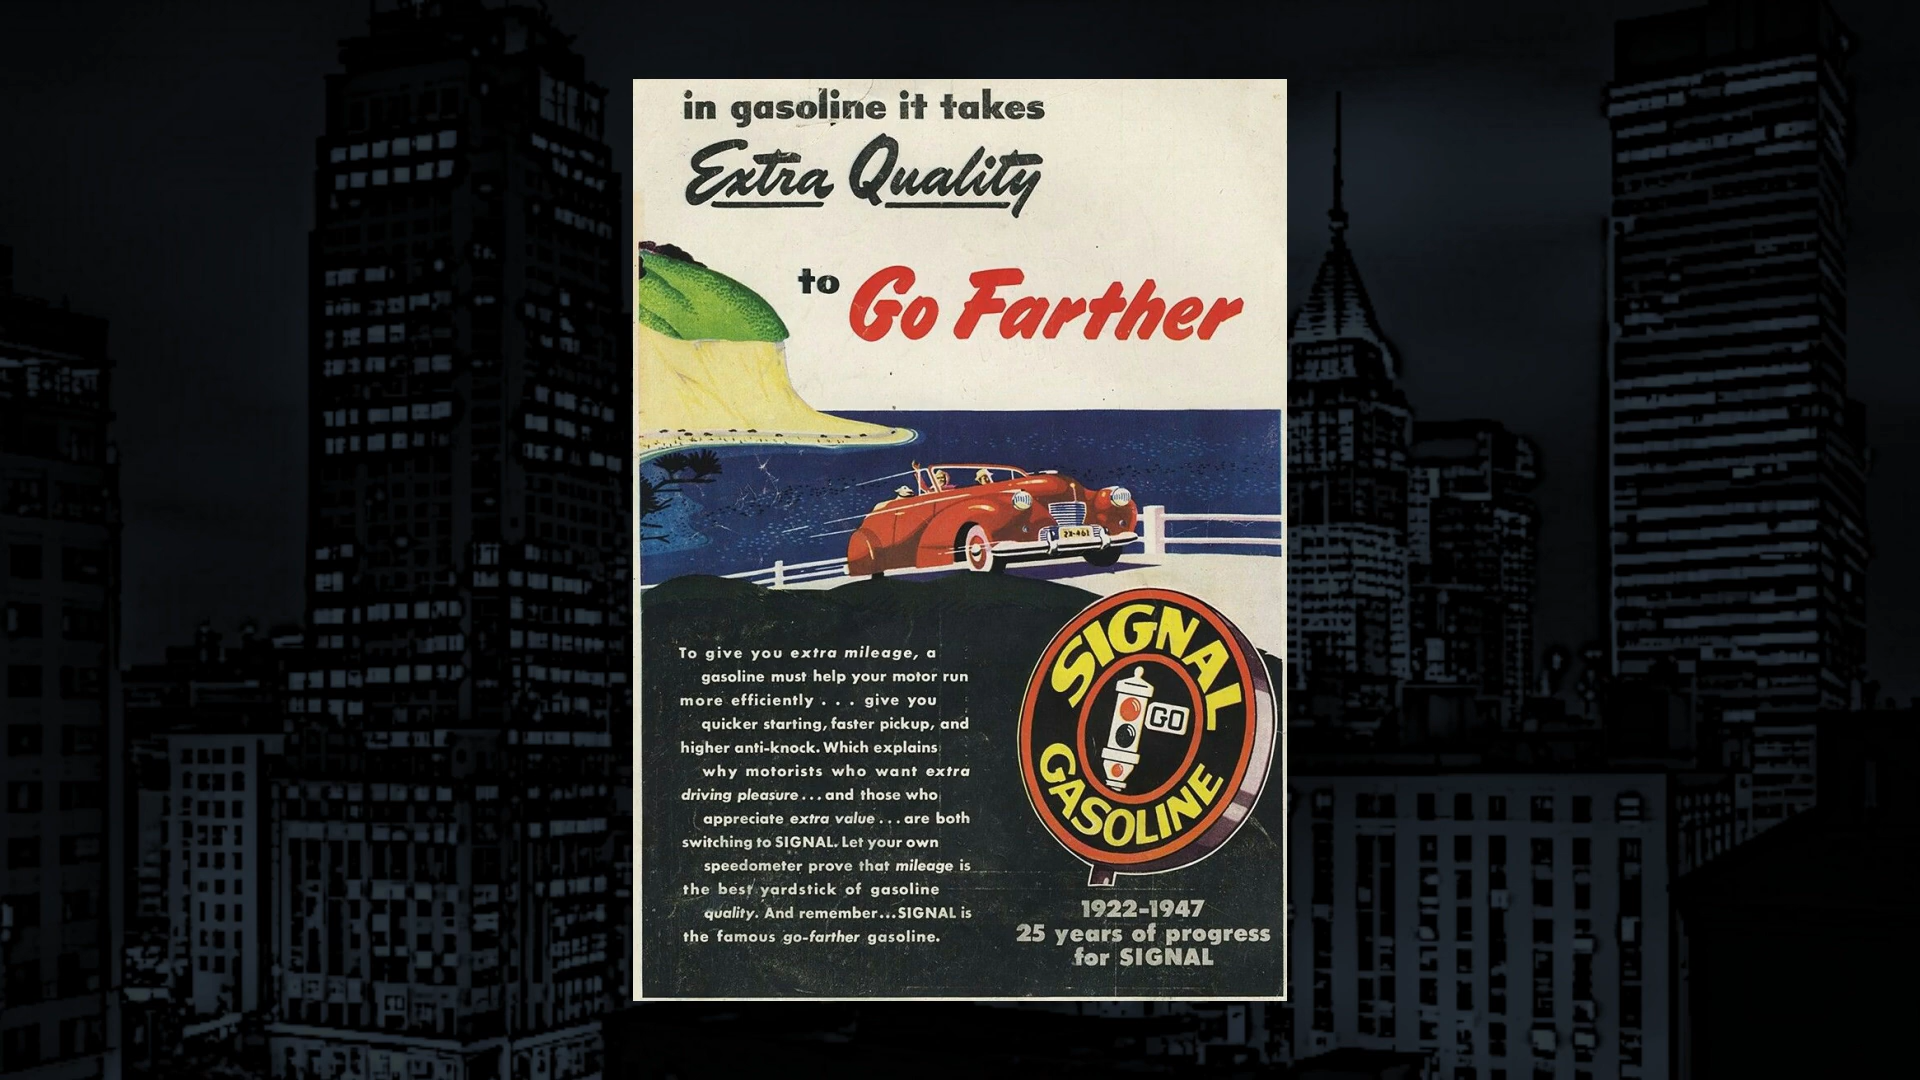 in gasoline it takes
Extra Quality
to Go Farther
2X-461
SIGNAL
GO
GASOLINE
To give you extra mileage, a
gasoline must help your motor run
more efficiently . . . give you
quicker starting, faster pickup, and
higher anti-knock. Which explains
why motorists who want extra
driving pleasure . . . and those who
appreciate extra value . . . are both
switching to SIGNAL. Let your own
speedometer prove that mileage is
the best yardstick of gasoline
quality. And remember...SIGNAL is
the famous go-farther gasoline.
1922-1947
25 years of progress
for SIGNAL